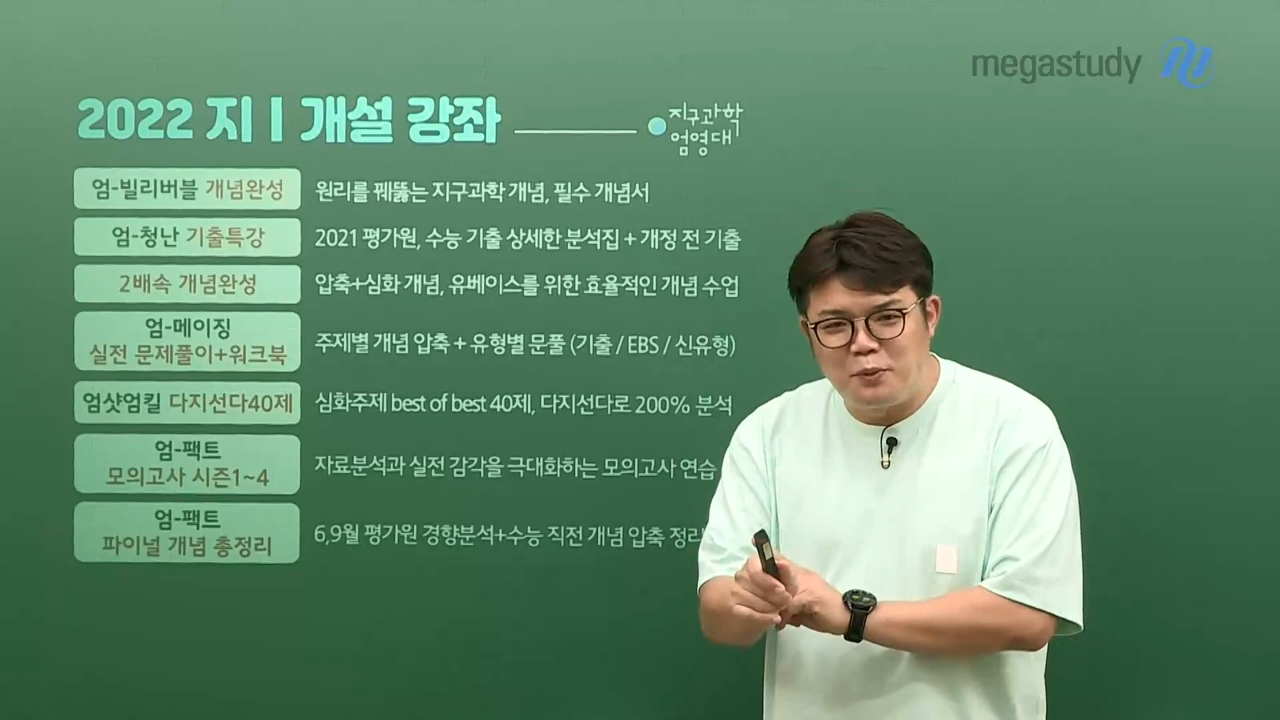 megastudy
2022 지 I 개설 강좌
지구과학
엄영대
엄-빌리버블 개념완성
원리를 꿰뚫는 지구과학 개념, 필수 개념서
엄-청난 기출특강
2021 평가원, 수능 기출 상세한 분석집 + 개정 전 기출
2배속 개념완성
압축+심화 개념, 유베이스를 위한 효율적인 개념 수업
엄-메이징
실전 문제풀이+워크북
주제별 개념 압축 + 유형별 문풀 (기출 / EBS / 신유형)
엄샷엄킬 다지선다40제
심화주제 best of best 40제, 다지선다로 200% 분석
엄-팩트
모의고사 시즌1~4
자료분석과 실전 감각을 극대화하는 모의고사 연습
엄-팩트
파이널 개념 총정리
6,9월 평가원 경향분석+수능 직전 개념 압축 정리